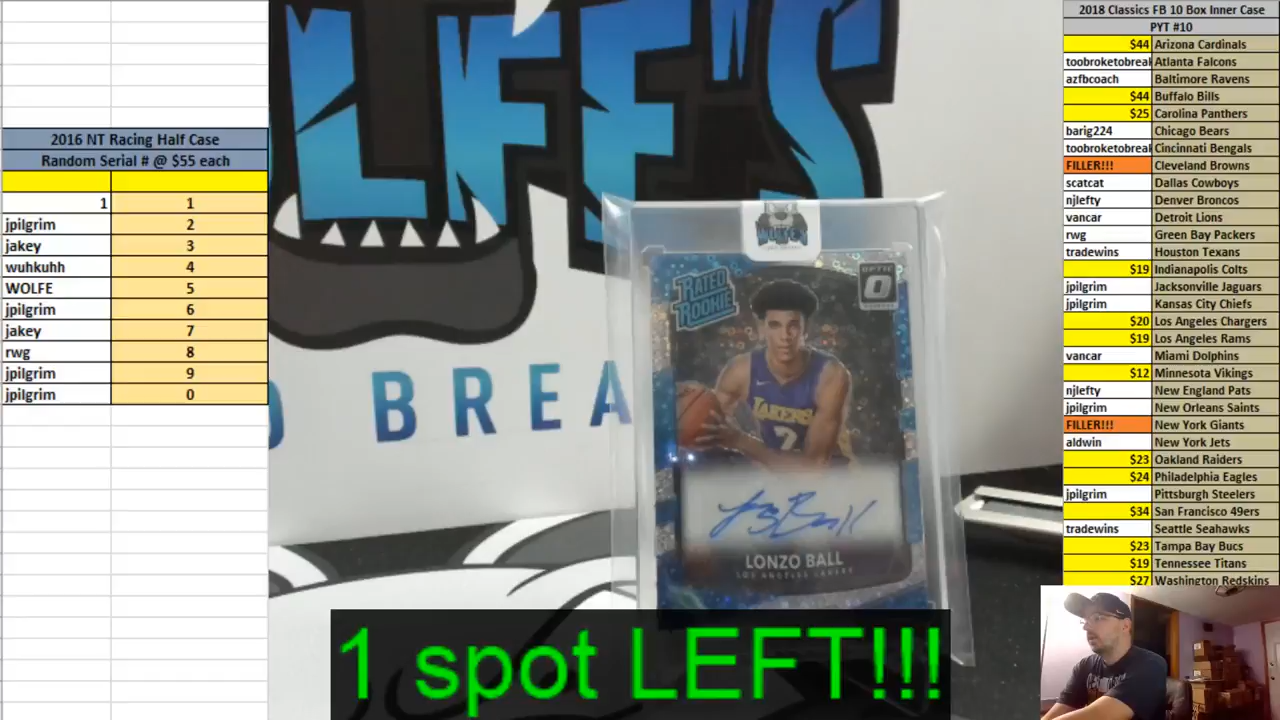 2016 NT Racing Half Case
Random Serial # @ $55 each
1 1
jpilgrim 2
jakey 3
wuhkuhh 4
WOLFE 5
jpilgrim 6
jakey 7
rwg 8
jpilgrim 9
jpilgrim 0
LFE'S
D BREA
WOLFE'S
RATED ROOKIE
OPTIC
LAKERS
2
LONZO BALL
LOS ANGELES LAKERS
1 spot LEFT!!!
2018 Classics FB 10 Box Inner Case
PYT #10
$44 Arizona Cardinals
toobroketobreak Atlanta Falcons
azfbcoach Baltimore Ravens
$44 Buffalo Bills
$25 Carolina Panthers
barig224 Chicago Bears
toobroketobreak Cincinnati Bengals
FILLER!!! Cleveland Browns
scatcat Dallas Cowboys
njlefty Denver Broncos
vancar Detroit Lions
rwg Green Bay Packers
tradewins Houston Texans
$19 Indianapolis Colts
jpilgrim Jacksonville Jaguars
jpilgrim Kansas City Chiefs
$20 Los Angeles Chargers
$19 Los Angeles Rams
vancar Miami Dolphins
$12 Minnesota Vikings
njlefty New England Pats
jpilgrim New Orleans Saints
FILLER!!! New York Giants
aldwin New York Jets
$23 Oakland Raiders
$24 Philadelphia Eagles
jpilgrim Pittsburgh Steelers
$34 San Francisco 49ers
tradewins Seattle Seahawks
$23 Tampa Bay Bucs
$19 Tennessee Titans
$27 Washington Redskins